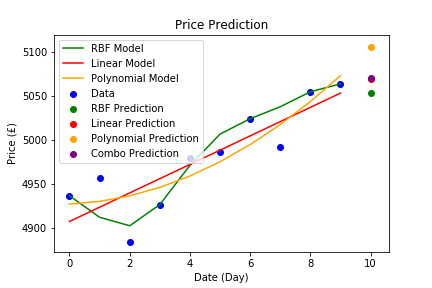 Price Prediction
RBF Model
Linear Model
Polynomial Model
Data
RBF Prediction
Linear Prediction
Polynomial Prediction
Combo Prediction
5100
5050
5000
4950
4900
Price (£)
0 2 4 6 8 10
Date (Day)